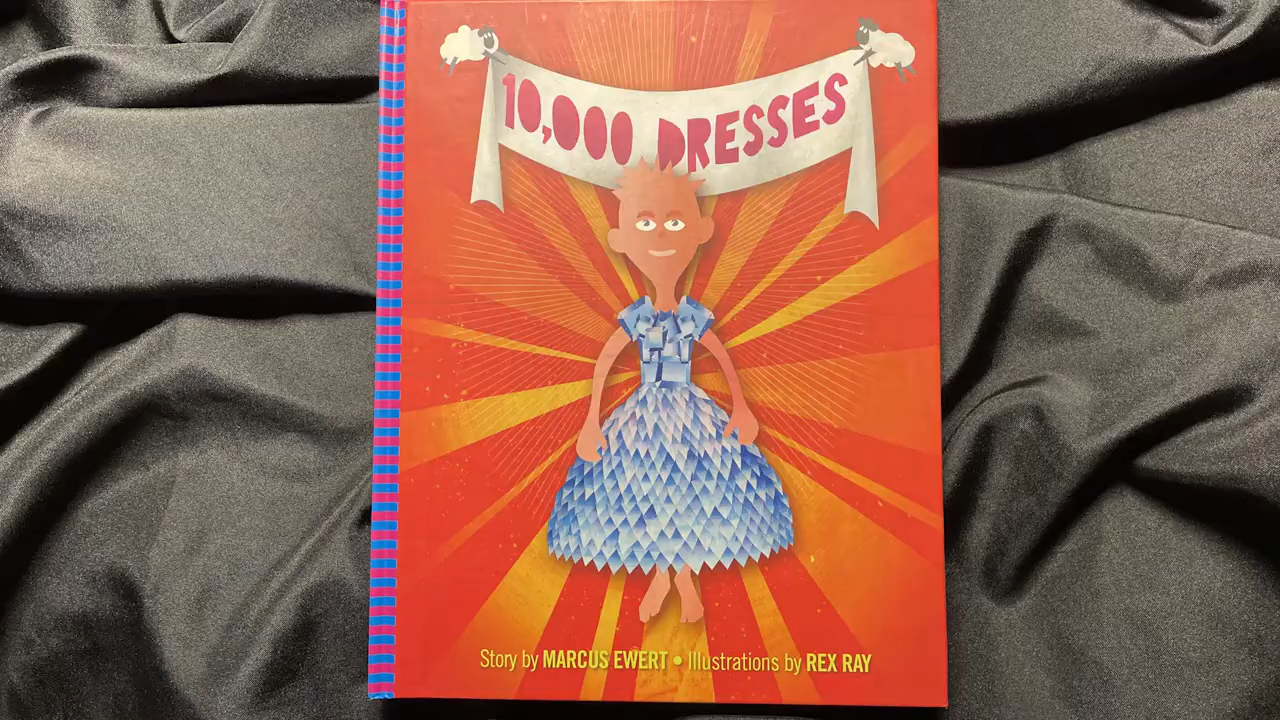 10,000 DRESSES
Story by MARCUS EWERT • Illustrations by REX RAY